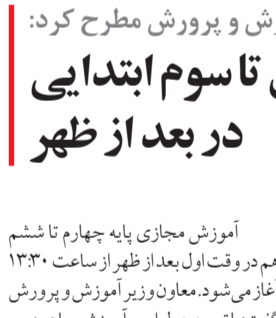 و پرورش مطرح کرد:
تا سوم ابتدایی
در بعد از ظهر
آموزش مجازی پایه چهارم تا ششم
هم در وقت اول بعد از ظهر از ساعت ۱۳:۳۰
آغاز می‌شود. معاون وزیر آموزش و پرورش